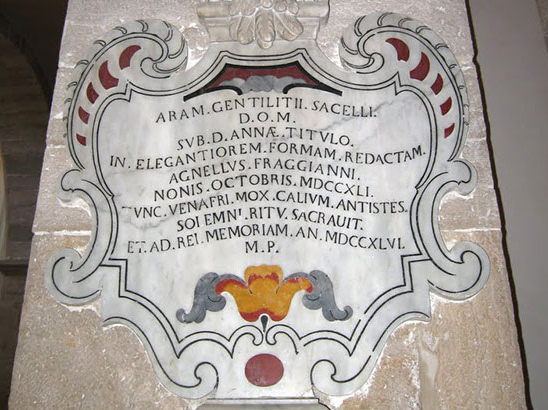 ARAM. GENTILITII. SACELLI.
D. O. M.
SVB. D. ANNÆ. TITVLO.
IN. ELEGANTIOREM. FORMAM. REDACTAM.
AGNELLVS. FRAGGIANNI.
NONIS. OCTOBRIS. MDCCXLI.
TVNC. VENAFRI. MOX. CALIVM. ANTISTES.
SOLEMNI. RITV. SACRAVIT.
ET. AD. REI. MEMORIAM. AN. MDCCXLVI.
M. P.